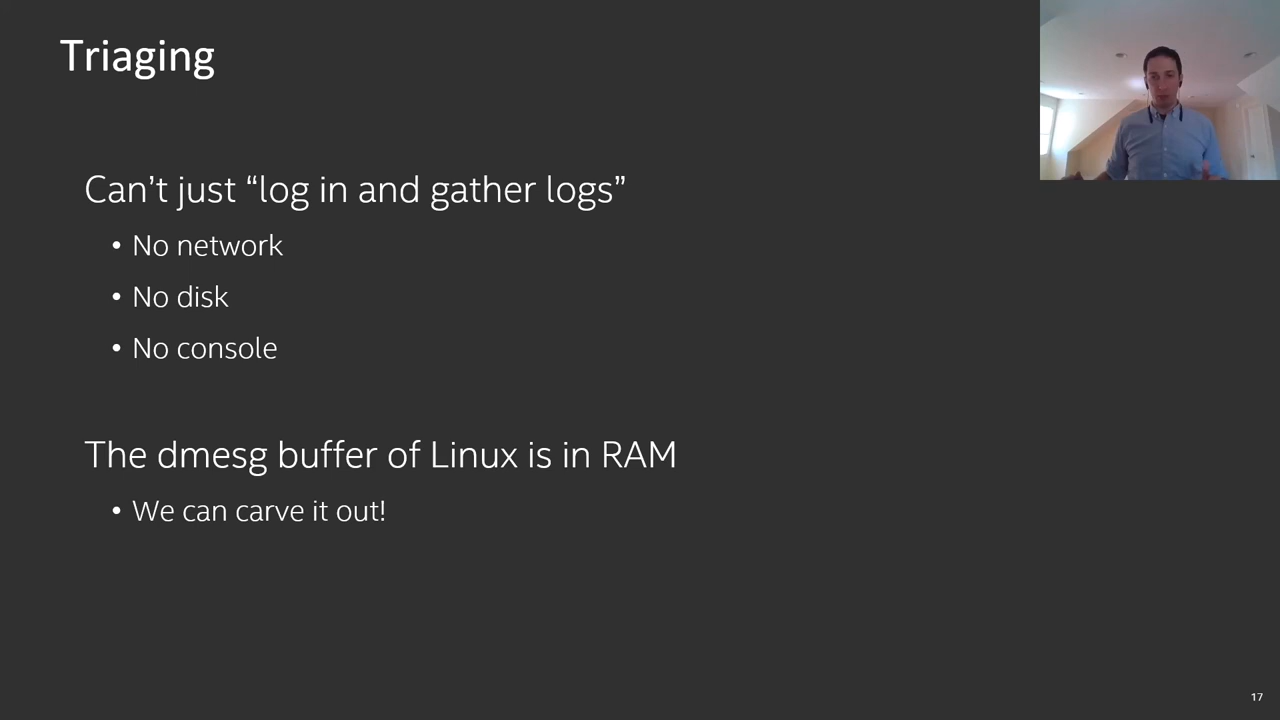 Triaging
Can’t just “log in and gather logs”
• No network
• No disk
• No console
The dmesg buffer of Linux is in RAM
• We can carve it out!
17